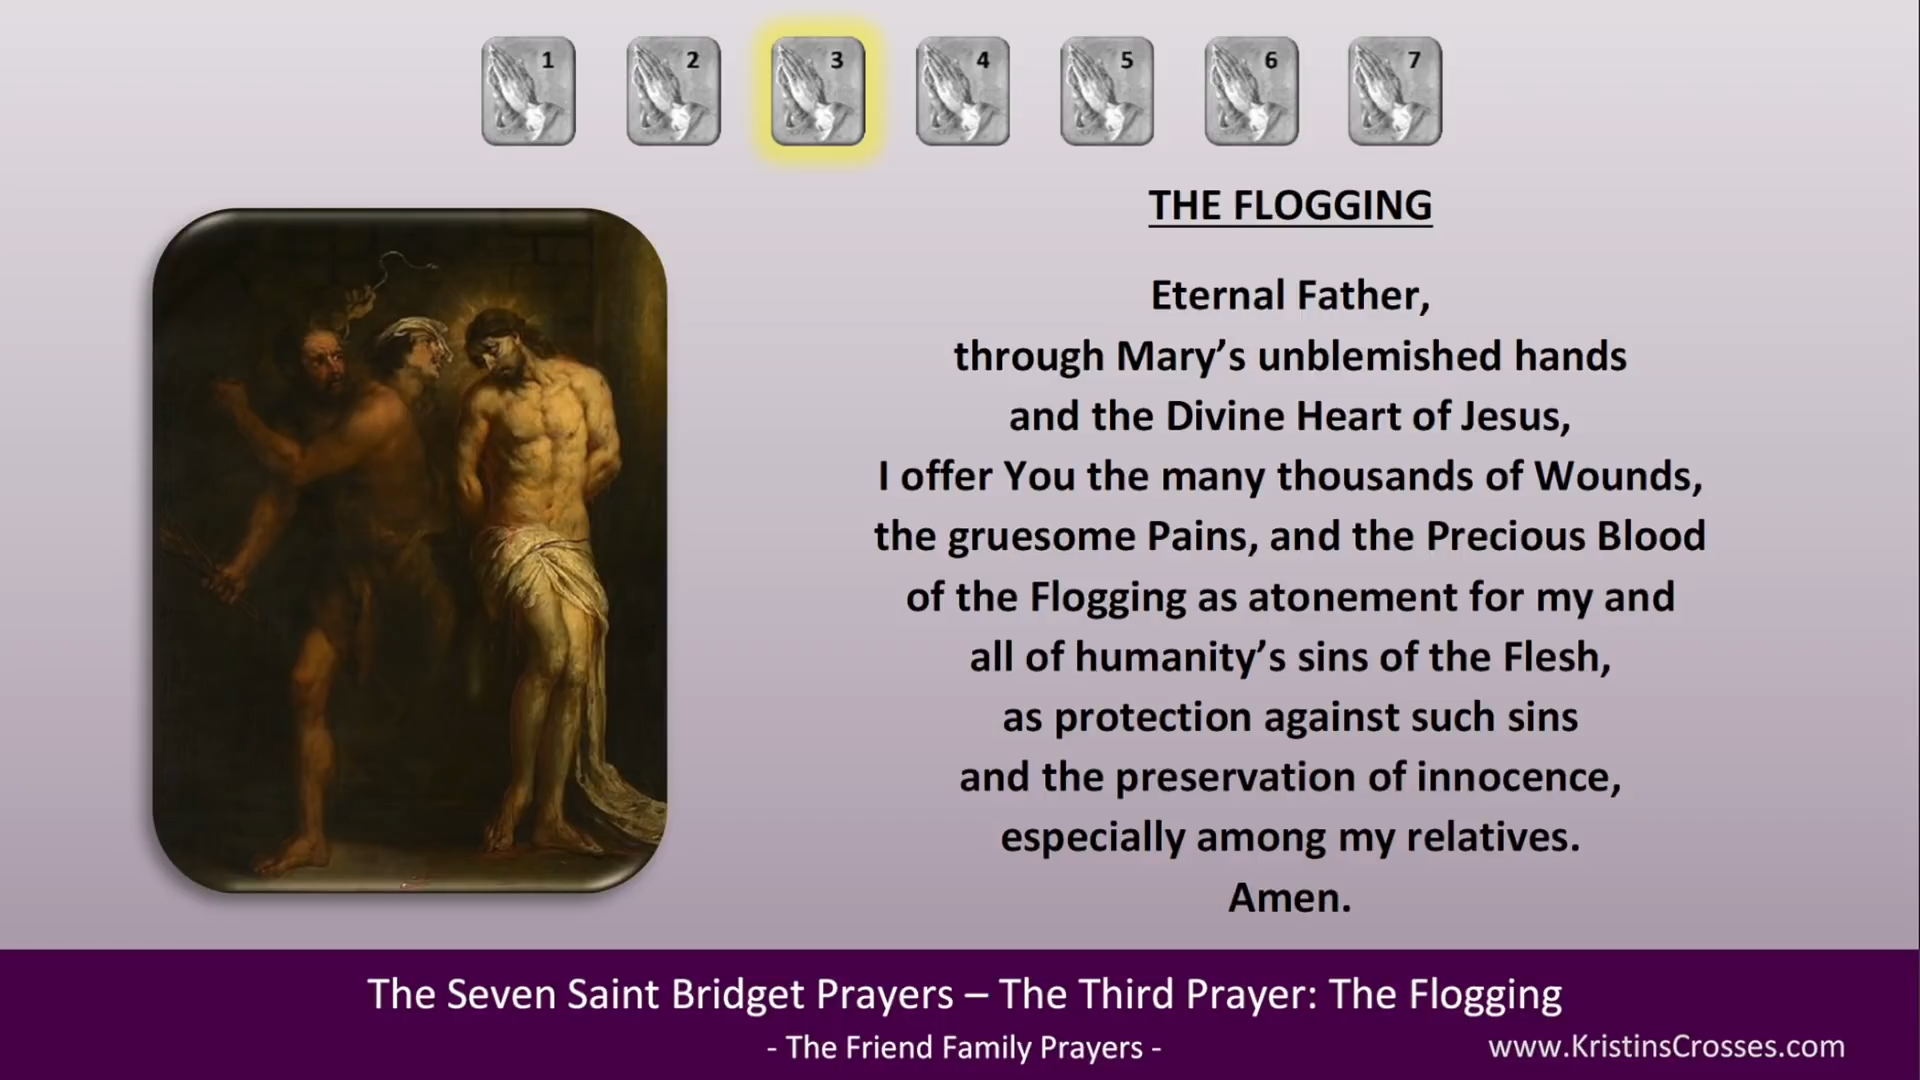 1 2 3 4 5 6 7
THE FLOGGING
Eternal Father,
through Mary’s unblemished hands
and the Divine Heart of Jesus,
I offer You the many thousands of Wounds,
the gruesome Pains, and the Precious Blood
of the Flogging as atonement for my and
all of humanity’s sins of the Flesh,
as protection against such sins
and the preservation of innocence,
especially among my relatives.
Amen.
The Seven Saint Bridget Prayers – The Third Prayer: The Flogging
- The Friend Family Prayers -
www.KristinsCrosses.com